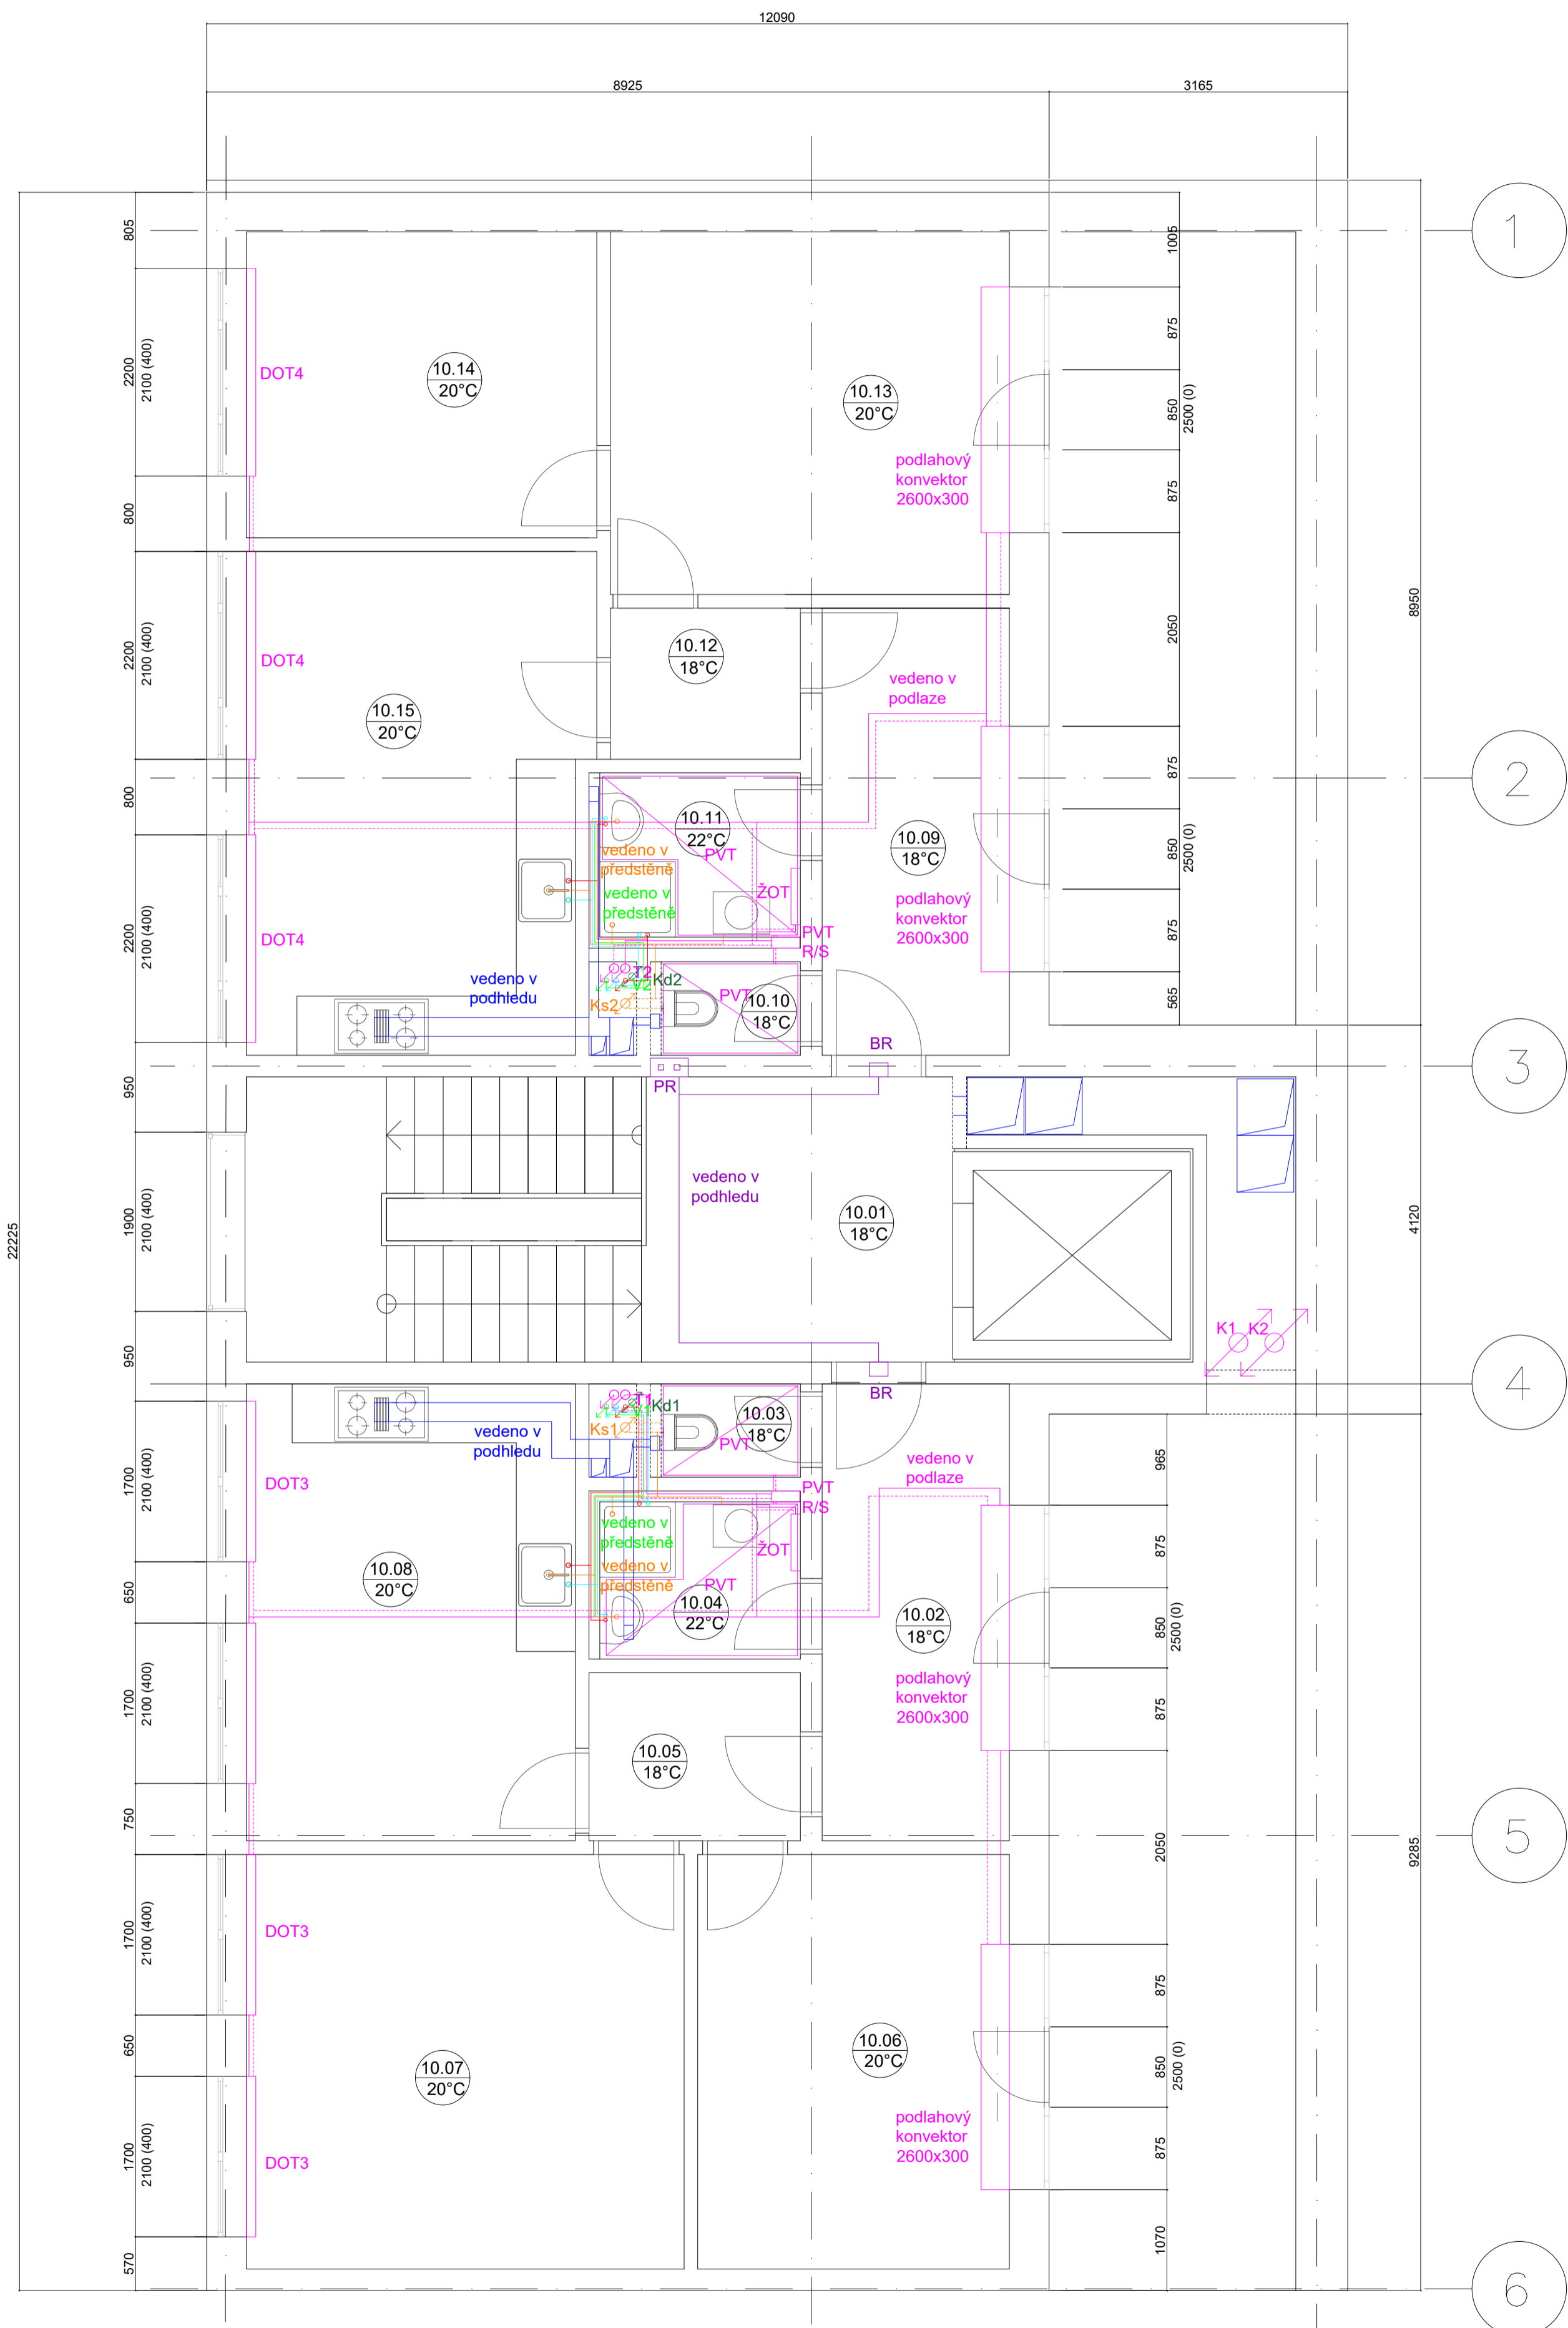 12090
8925
3165
1
805
1005
2200
2100 (400)
DOT4
10.14
20°C
10.13
20°C
875
850
2500 (0)
podlahový
konvektor
2600x300
875
800
8950
2200
2100 (400)
DOT4
10.12
18°C
2050
vedeno v
podlaze
10.15
20°C
2
800
875
10.11
22°C
PVT
10.09
18°C
850
2500 (0)
vedeno v
předstěně
vedeno v
předstěně
ŽOT
podlahový
konvektor
2600x300
2200
2100 (400)
DOT4
PVT
R/S
875
vedeno v
podhledu
T2
V2
Kd2
Ks2
PVT
10.10
18°C
565
BR
3
PR
950
vedeno v
podhledu
10.01
18°C
1900
2100 (400)
22225
4120
K1
K2
950
4
BR
T1
V1
Kd1
Ks1
10.03
18°C
PVT
vedeno v
podhledu
vedeno v
podlaze
965
1700
2100 (400)
DOT3
PVT
R/S
vedeno v
předstěně
ŽOT
vedeno v
předstěně
PVT
875
10.08
20°C
650
10.04
22°C
10.02
18°C
850
2500 (0)
podlahový
konvektor
2600x300
1700
2100 (400)
875
10.05
18°C
750
5
2050
9285
1700
2100 (400)
DOT3
875
650
10.07
20°C
10.06
20°C
850
2500 (0)
podlahový
konvektor
2600x300
1700
2100 (400)
DOT3
875
1070
570
6